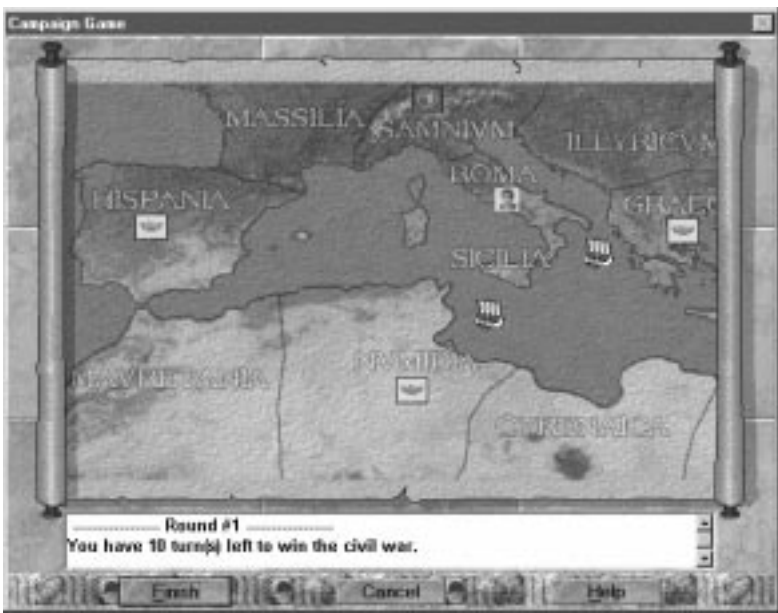 Campaign Game
MASSILIA
SAMNIVM
ILLYRICVM
ROMA
HISPANIA
GRAEC
SICILIA
MAVRETANIA
NVMIDIA
CYRENAICA
Round #1
You have 10 turn(s) left to win the civil war.
Finish Cancel Help